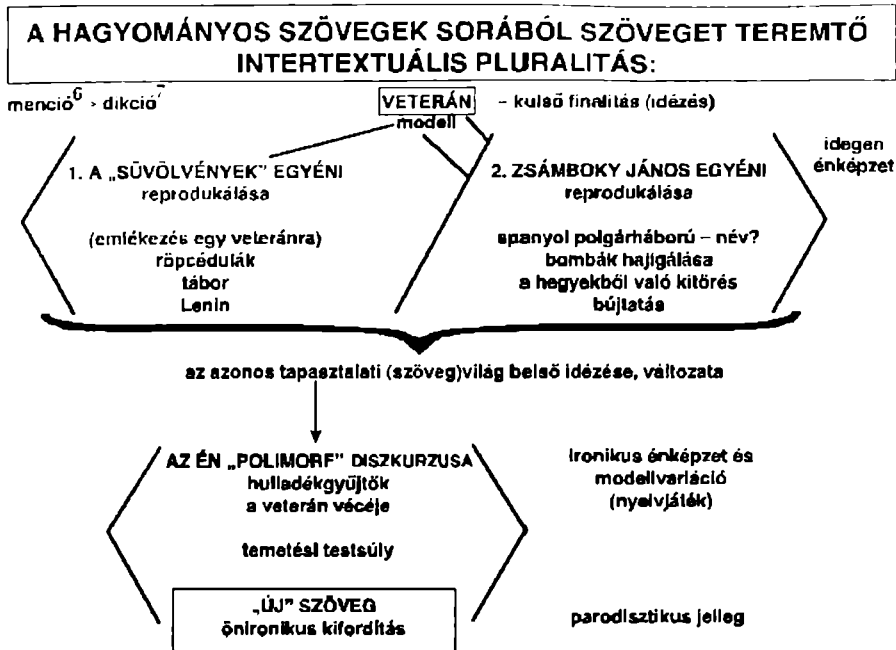 A HAGYOMÁNYOS SZÖVEGEK SORÁBÓL SZÖVEGET TEREMTŐ
INTERTEXTUÁLIS PLURALITÁS:
menció6 > dikció7
VETERÁN
modell
– kulső finalitás (idézés)
1. A „SÜVÖLVÉNYEK” EGYÉNI
reprodukálása
(emlékezés egy veteránra)
röpcédulák
tábor
Lenin
2. ZSÁMBOKY JÁNOS EGYÉNI
reprodukálása
spanyol polgárháború – név?
bombák hajigálása
a hegyekből való kitörés
bújtatás
idegen
énképzet
az azonos tapasztalati (szöveg)világ belső idézése, változata
AZ ÉN „POLIMORF” DISZKURZUSA
hulladékgyűjtők
a veterán vécéje
temetési testsúly
ironikus énképzet és
modellvariáció
(nyelvjáték)
„ÚJ” SZÖVEG
önironikus kifordítás
parodisztikus jelleg